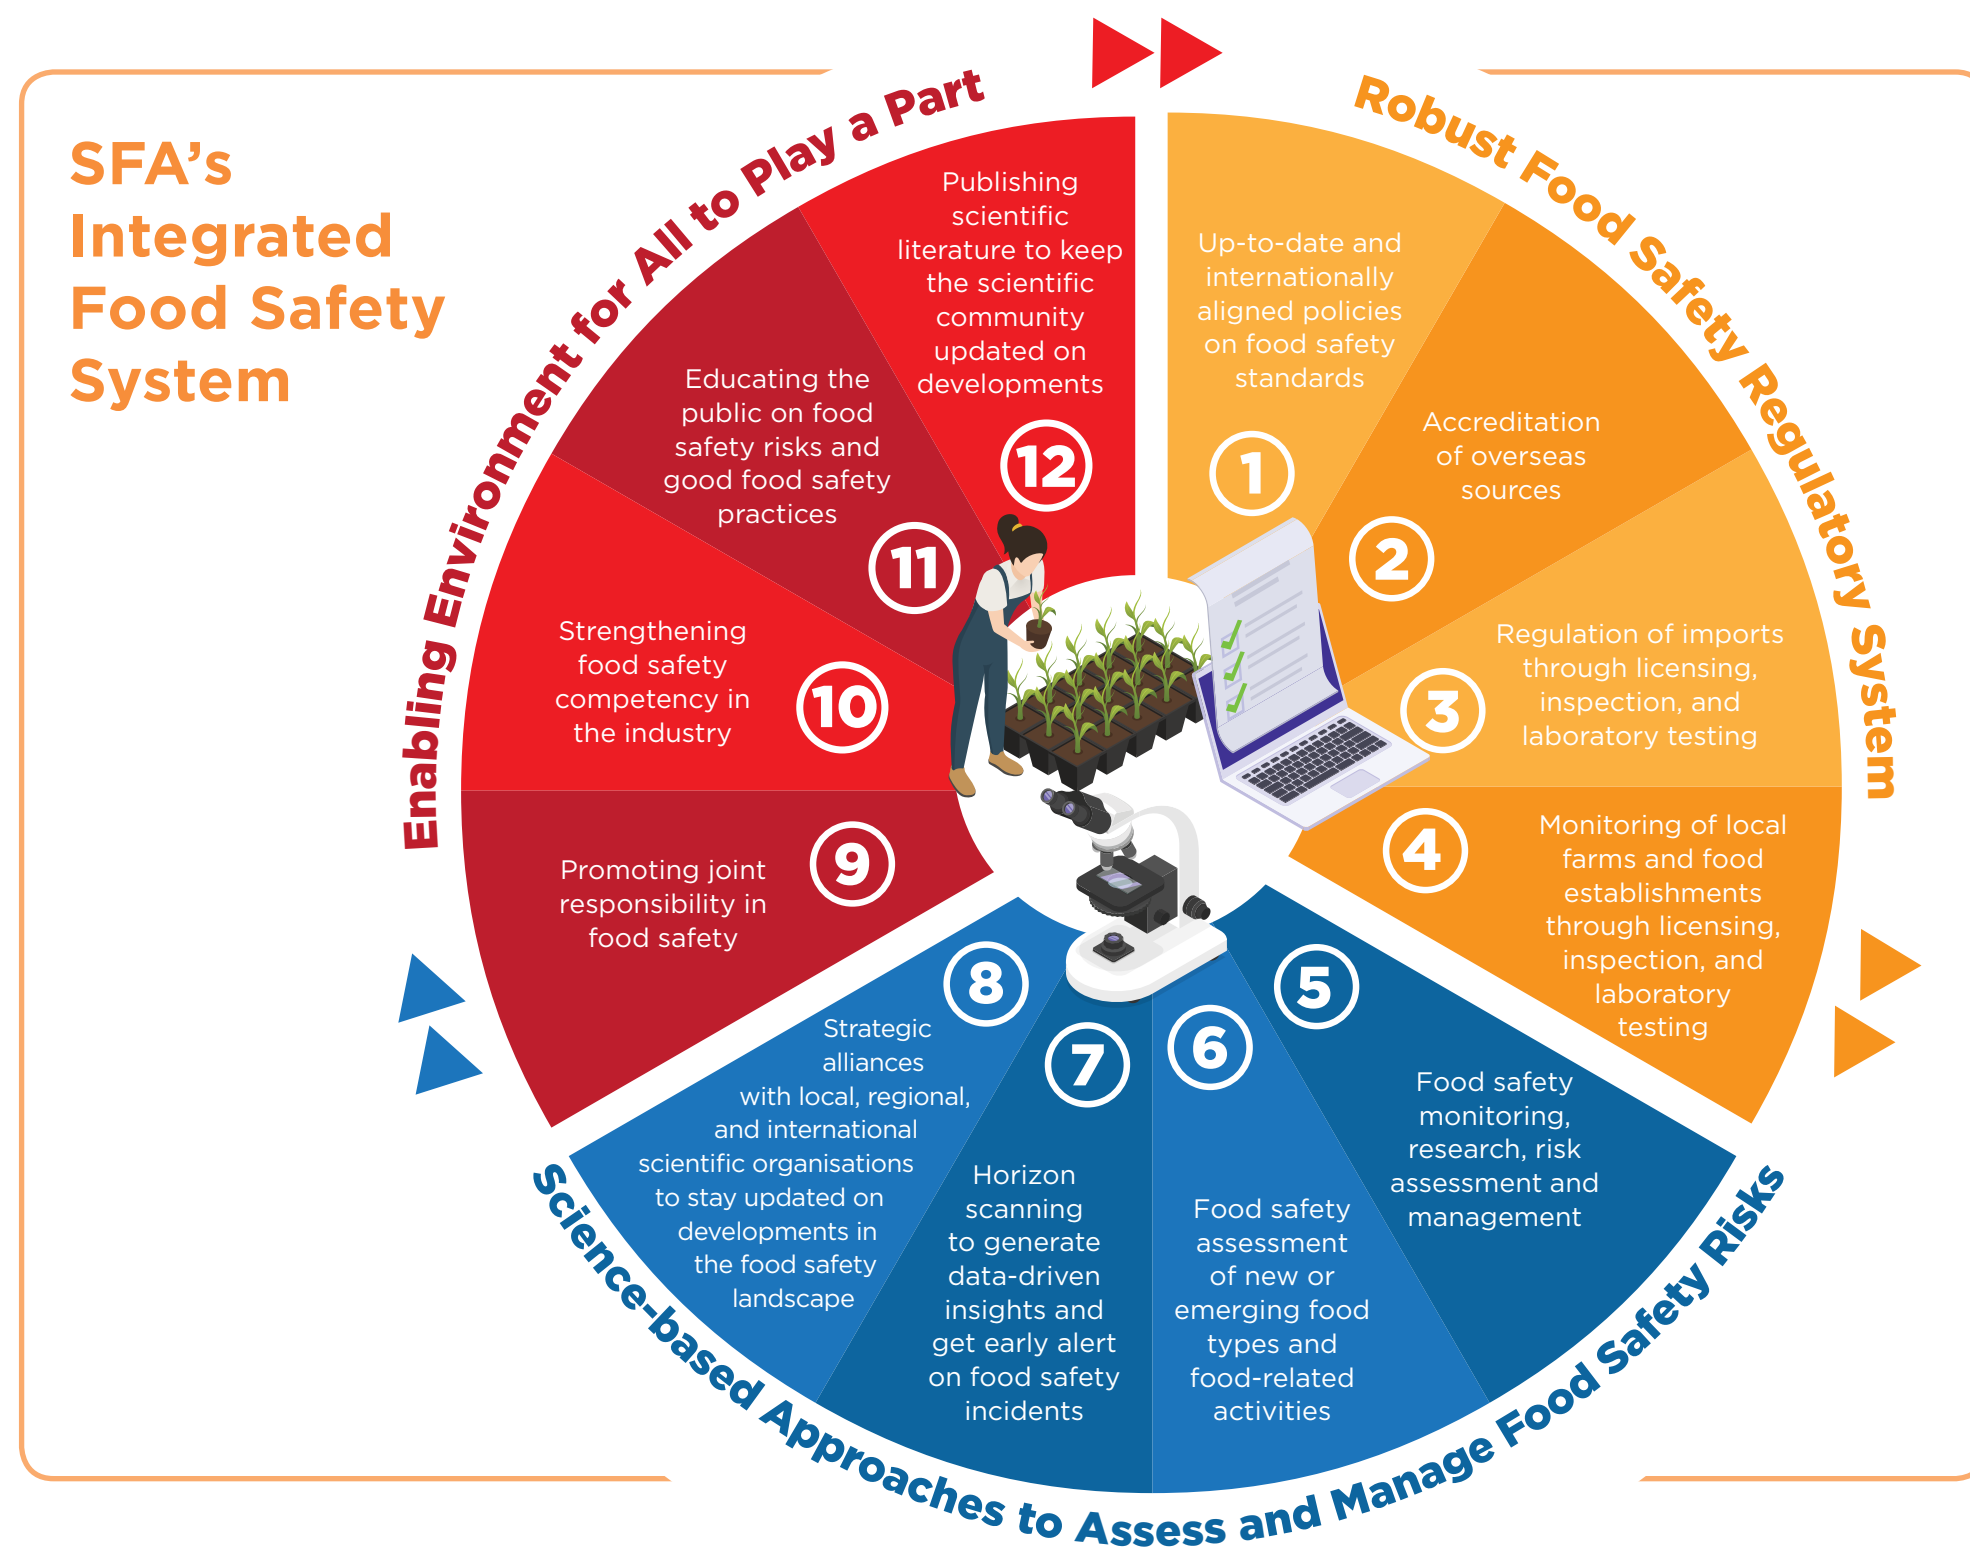 SFA's
Integrated
Food Safety
System
Robust Food Safety Regulatory System
Up-to-date and
internationally
aligned policies
on food safety
standards
1
Accreditation
of overseas
sources
2
Regulation of imports
through licensing,
inspection, and
laboratory testing
3
Monitoring of local
farms and food
establishments
through licensing,
inspection, and
laboratory
testing
4
Science-based Approaches to Assess and Manage Food Safety Risks
5
Food safety
monitoring,
research, risk
assessment and
management
6
Food safety
assessment
of new or
emerging food
types and
food-related
activities
7
Horizon
scanning
to generate
data-driven
insights and
get early alert
on food safety
incidents
8
Strategic
alliances
with local, regional,
and international
scientific organisations
to stay updated on
developments in
the food safety
landscape
Enabling Environment for All to Play a Part
9
Promoting joint
responsibility in
food safety
10
Strengthening
food safety
competency in
the industry
11
Educating the
public on food
safety risks and
good food safety
practices
12
Publishing
scientific
literature to keep
the scientific
community
updated on
developments